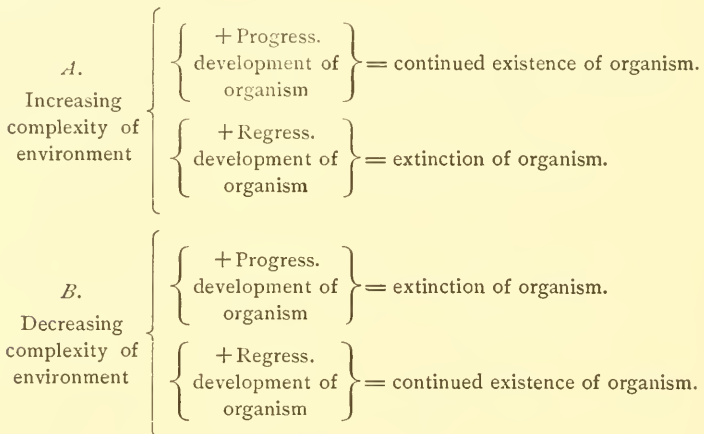 A.
Increasing
complexity of
environment
+ Progress.
development of
organism
= continued existence of organism.
+ Regress.
development of
organism
= extinction of organism.
B.
Decreasing
complexity of
environment
+ Progress.
development of
organism
= extinction of organism.
+ Regress.
development of
organism
= continued existence of organism.